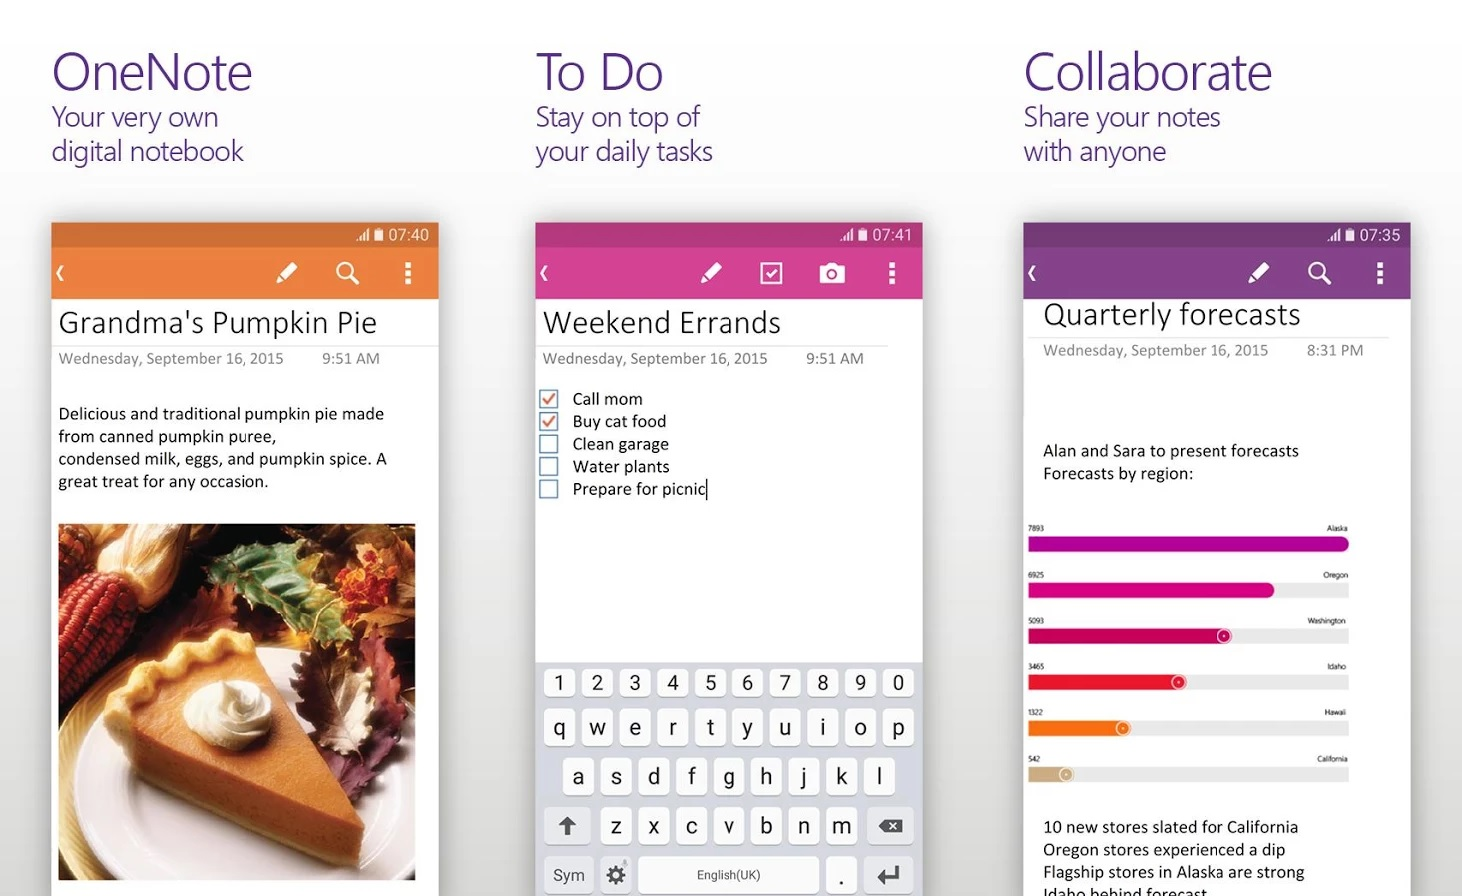 OneNote
Your very own
digital notebook
07:40
Grandma's Pumpkin Pie
Wednesday, September 16, 2015 9:51 AM
Delicious and traditional pumpkin pie made
from canned pumpkin puree,
condensed milk, eggs, and pumpkin spice. A
great treat for any occasion.
To Do
Stay on top of
your daily tasks
07:41
Weekend Errands
Wednesday, September 16, 2015 9:51 AM
Call mom
Buy cat food
Clean garage
Water plants
Prepare for picnic
1 2 3 4 5 6 7 8 9 0
q w e r t y u i o p
a s d f g h j k l
z x c v b n m
Sym English(UK) .
Collaborate
Share your notes
with anyone
07:35
Quarterly forecasts
Wednesday, September 16, 2015 8:31 PM
Alan and Sara to present forecasts
Forecasts by region:
7893 Alaska
6925 Oregon
5093 Washington
3465 Idaho
1322 Hawaii
542 California
10 new stores slated for California
Oregon stores experienced a dip
Flagship stores in Alaska are strong
Idaho behind forecast